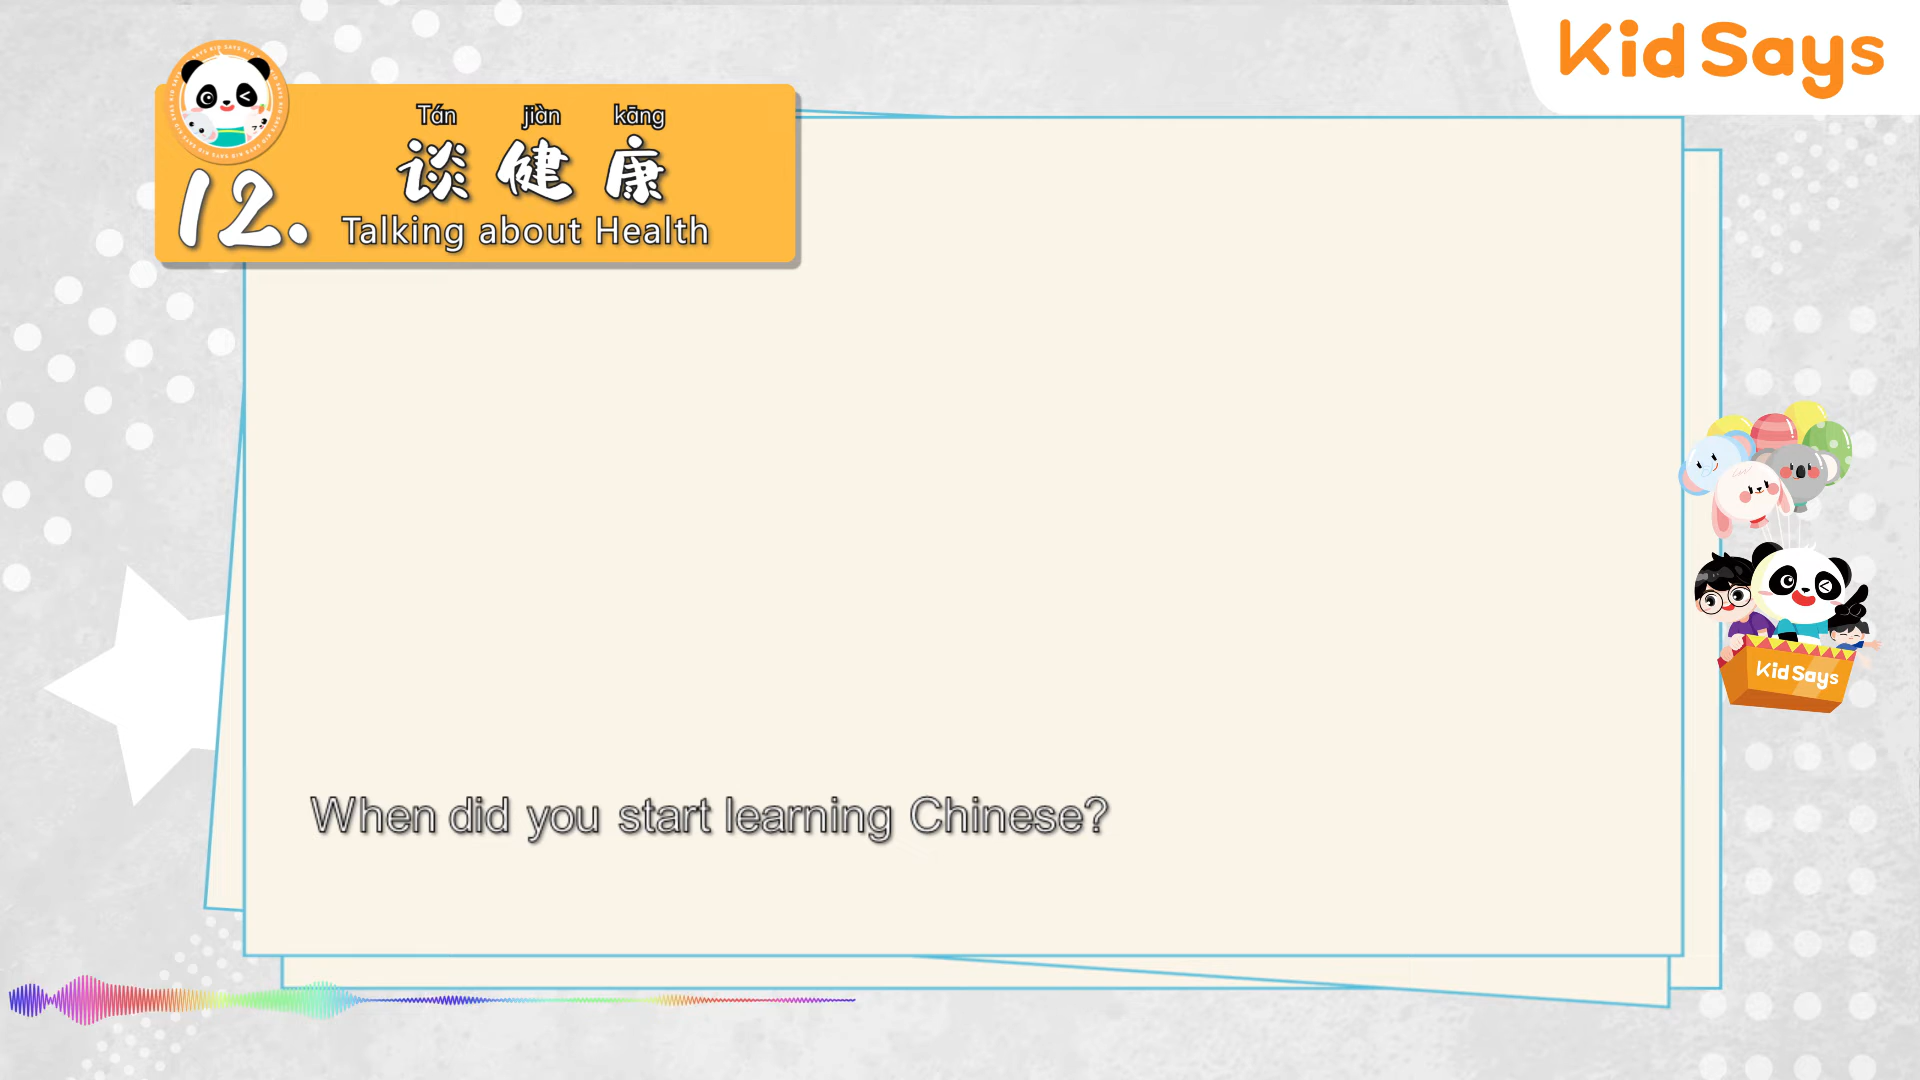 Kid Says
Tán jiàn kāng
谈 健 康
12. Talking about Health
Kid Says
When did you start learning Chinese?